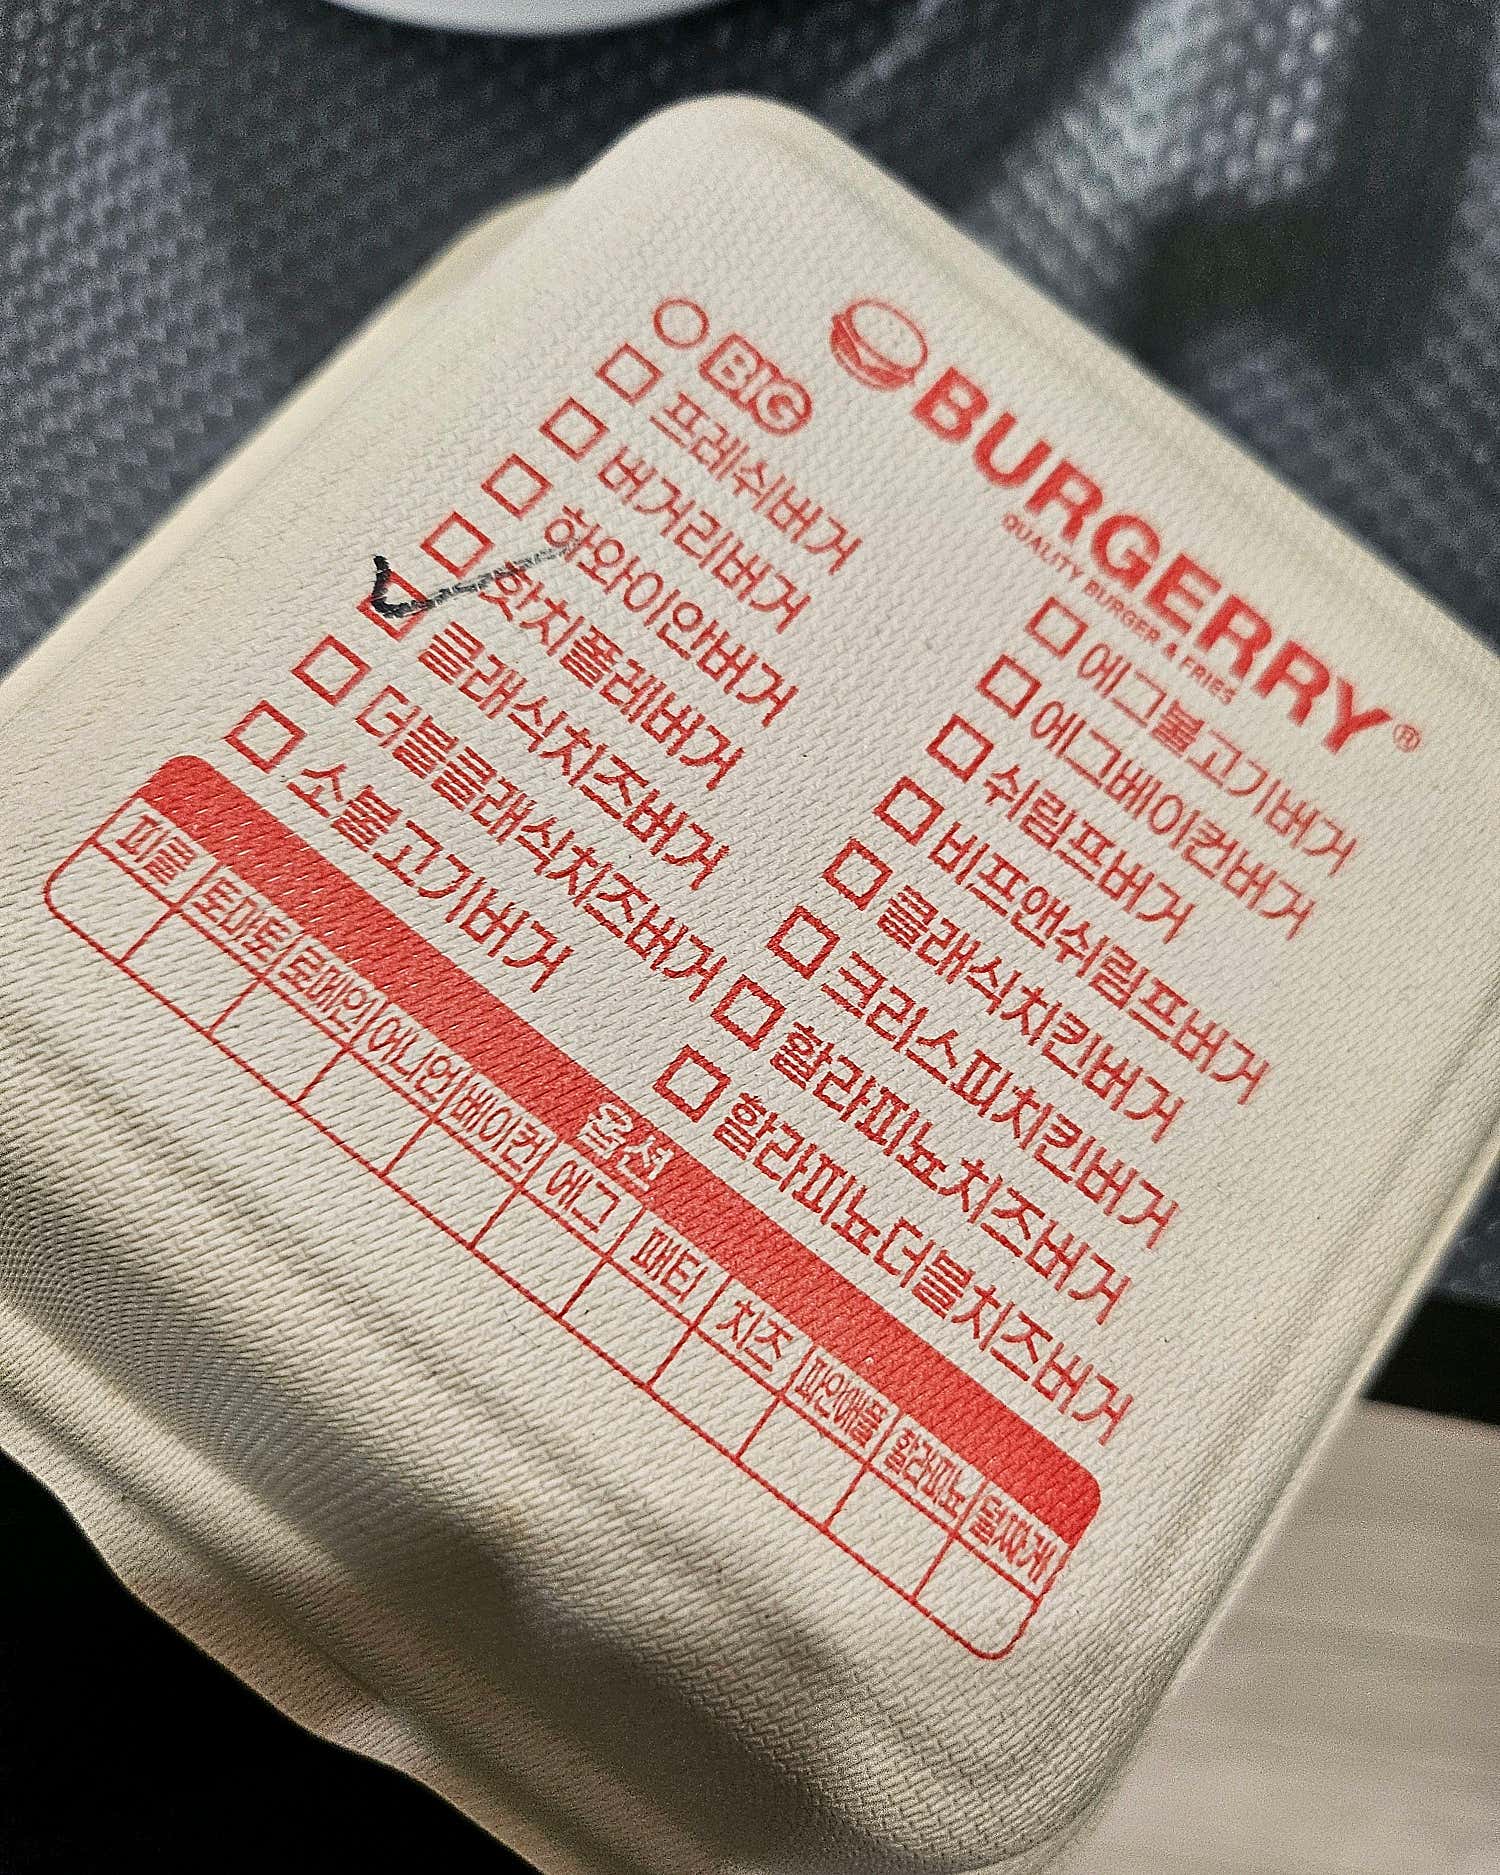 BURGERRY®
QUALITY BURGER & FRIES
BIG
프레쉬버거
버거리버거
하와이안버거
핫치폴레버거
클래식치즈버거
더블클래식치즈버거
소불고기버거
에그불고기버거
에그베이컨버거
쉬림프버거
비프앤쉬림프버거
클래식치킨버거
크리스피치킨버거
할라피뇨치즈버거
할라피뇨더블치즈버거
옵션
피클 토마토 로메인 어니언 베이컨 에그 패티 치즈 파인애플 할라피뇨 덜짜게